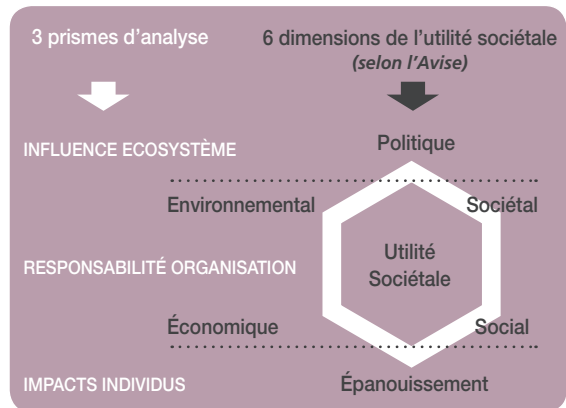 3 prismes d'analyse
6 dimensions de l'utilité sociétale
(selon l'Avise)
INFLUENCE ECOSYSTÈME
Politique
Environnemental
Sociétal
RESPONSABILITÉ ORGANISATION
Utilité
Sociétale
Économique
Social
IMPACTS INDIVIDUS
Épanouissement